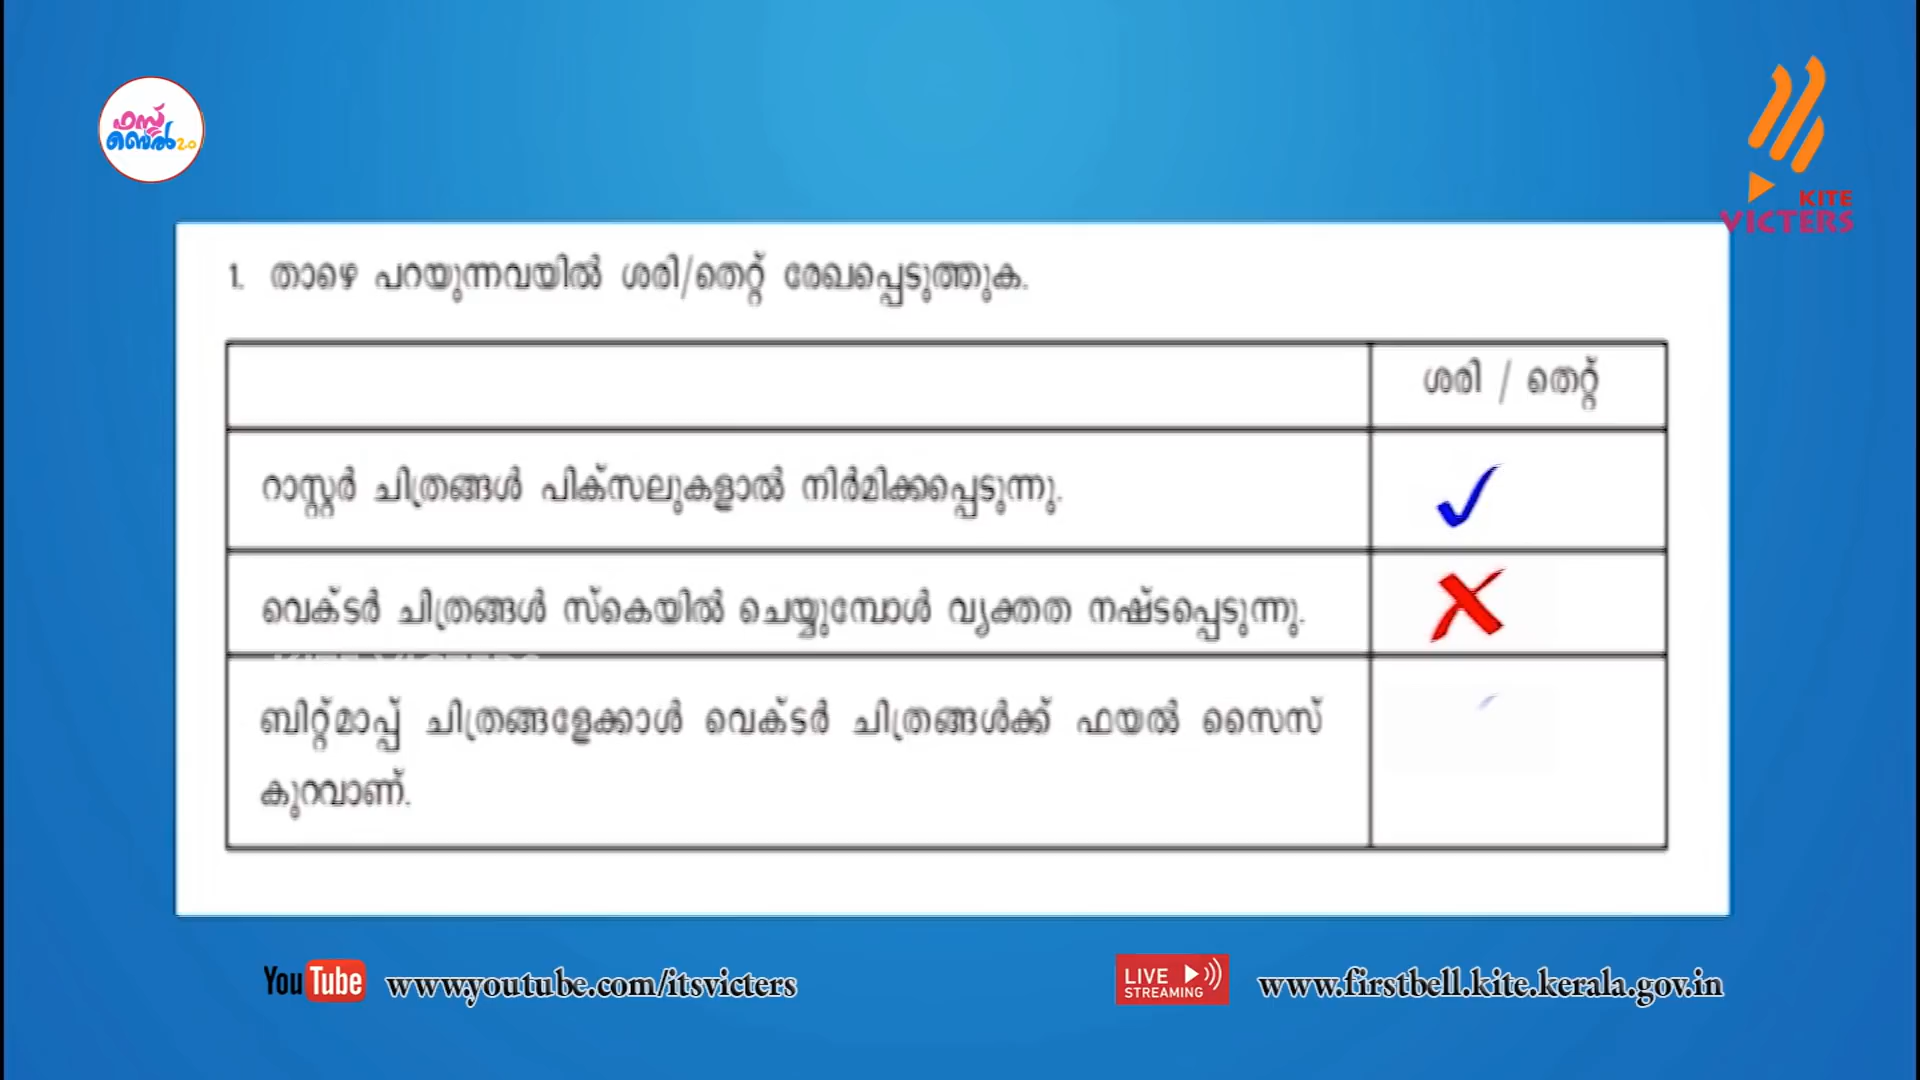 ഫസ്റ്റ്
ബെൽ 2.0
KITE
VICTERS
1. താഴെ പറയുന്നവയിൽ ശരി/തെറ്റ് രേഖപ്പെടുത്തുക.
ശരി / തെറ്റ്
റാസ്റ്റർ ചിത്രങ്ങൾ പിക്സലുകളാൽ നിർമിക്കപ്പെടുന്നു.
വെക്ടർ ചിത്രങ്ങൾ സ്കെയിൽ ചെയ്യുമ്പോൾ വ്യക്തത നഷ്ടപ്പെടുന്നു.
ബിറ്റ്മാപ്പ് ചിത്രങ്ങളേക്കാൾ വെക്ടർ ചിത്രങ്ങൾക്ക് ഫയൽ സൈസ്
കുറവാണ്.
YouTube www.youtube.com/itsvicters
LIVE STREAMING www.firstbell.kite.kerala.gov.in